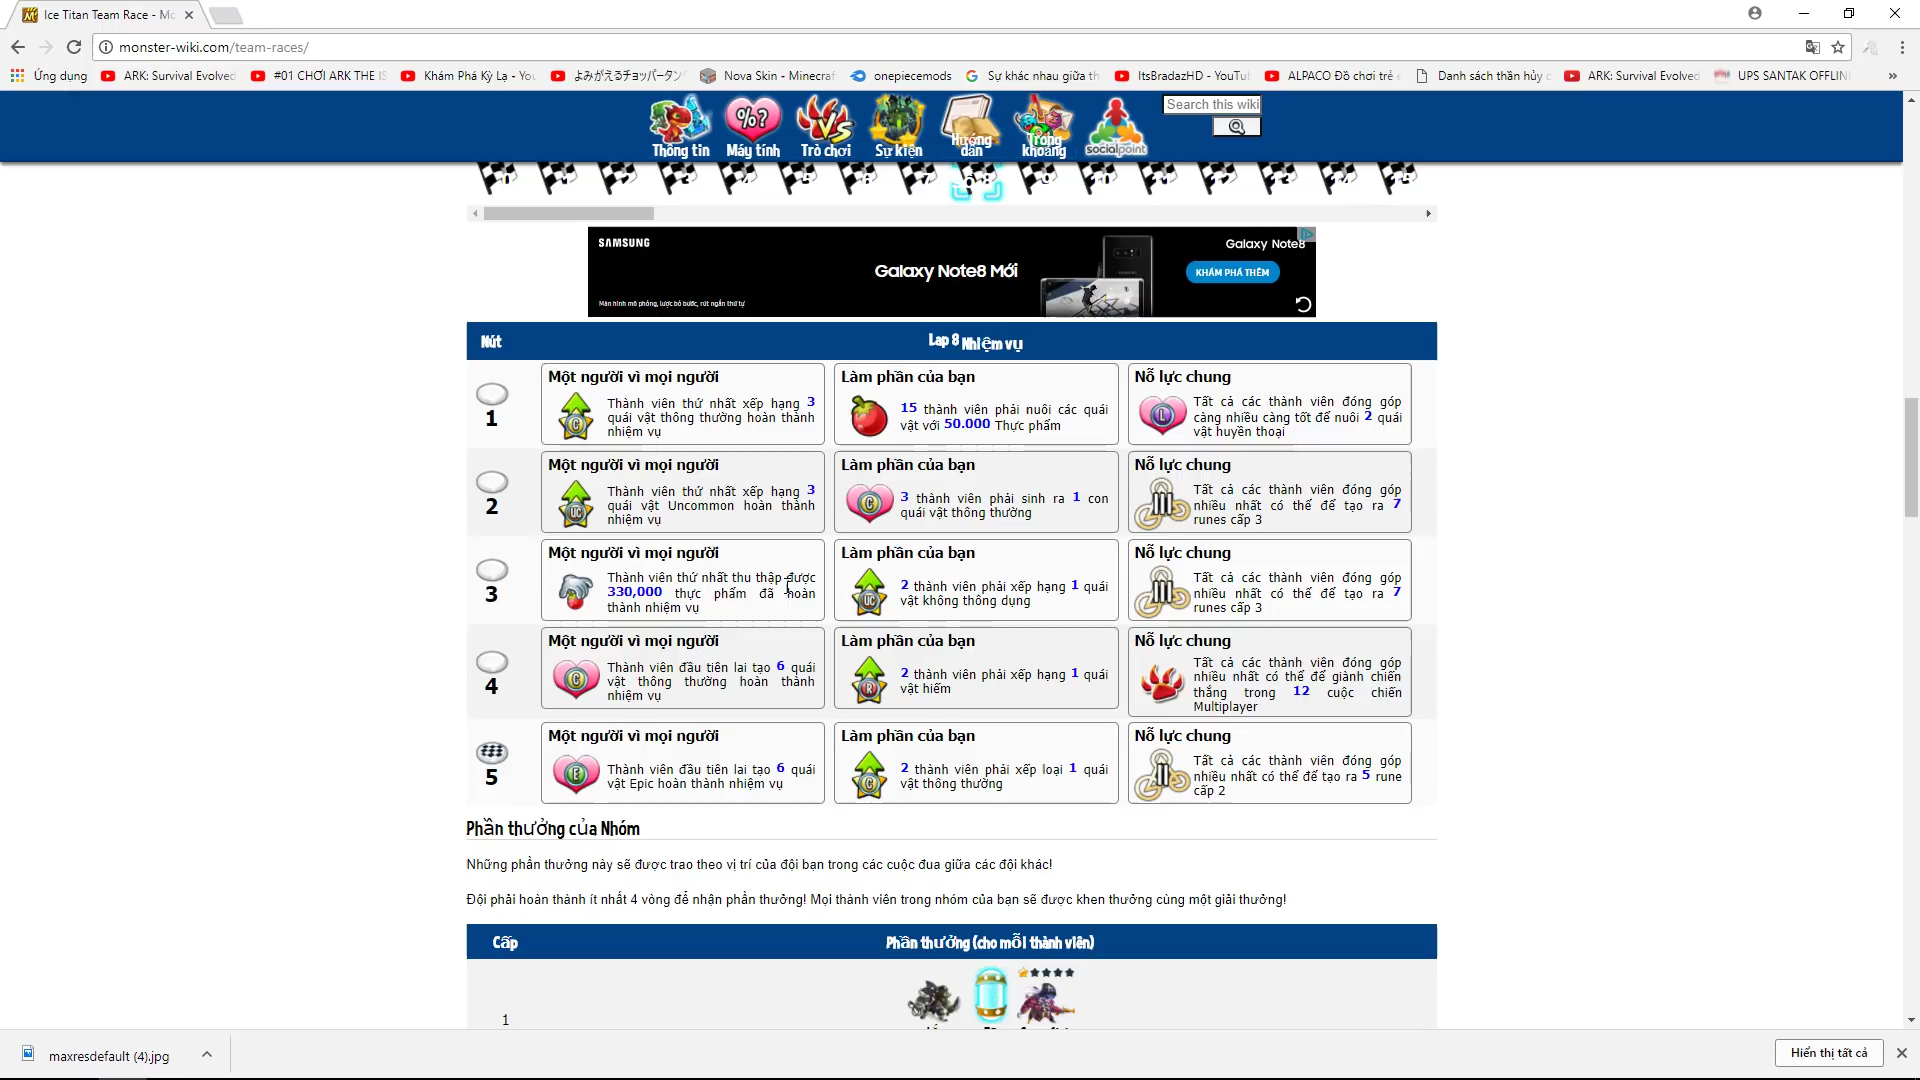 Ice Titan Team Race - Mo
monster-wiki.com/team-races/
Ứng dụng
ARK: Survival Evolved
#01 CHƠI ARK THE IS
Khám Phá Kỳ Lạ - You
よみがえるチョッパータン
Nova Skin - Minecraf
onepiecemods
Sự khác nhau giữa th
ItsBradazHD - YouTub
ALPACO Đồ chơi trẻ e
Danh sách thần hủy c
ARK: Survival Evolved
UPS SANTAK OFFLINE
Thông tin
Máy tính
Trò chơi
Sự kiện
Hướng dẫn
Trong khoảng
socialpoint
Search this wiki
SAMSUNG
Galaxy Note8
Galaxy Note8 Mới
KHÁM PHÁ THÊM
Màn hình mô phỏng, lược bỏ bước, rút ngắn thứ tự
Nút
Lap 8 Nhiệm vụ
1
Một người vì mọi người
Thành viên thứ nhất xếp hạng 3
quái vật thông thường hoàn thành
nhiệm vụ
Làm phần của bạn
15 thành viên phải nuôi các quái
vật với 50.000 Thực phẩm
Nỗ lực chung
Tất cả các thành viên đóng góp
càng nhiều càng tốt để nuôi 2 quái
vật huyền thoại
2
Một người vì mọi người
Thành viên thứ nhất xếp hạng 3
quái vật Uncommon hoàn thành
nhiệm vụ
Làm phần của bạn
3 thành viên phải sinh ra 1 con
quái vật thông thường
Nỗ lực chung
Tất cả các thành viên đóng góp
nhiều nhất có thể để tạo ra 7
runes cấp 3
3
Một người vì mọi người
Thành viên thứ nhất thu thập được
330,000 thực phẩm đã hoàn
thành nhiệm vụ
Làm phần của bạn
2 thành viên phải xếp hạng 1 quái
vật không thông dụng
Nỗ lực chung
Tất cả các thành viên đóng góp
nhiều nhất có thể để tạo ra 7
runes cấp 3
4
Một người vì mọi người
Thành viên đầu tiên lai tạo 6 quái
vật thông thường hoàn thành
nhiệm vụ
Làm phần của bạn
2 thành viên phải xếp hạng 1 quái
vật hiếm
Nỗ lực chung
Tất cả các thành viên đóng góp
nhiều nhất có thể để giành chiến
thắng trong 12 cuộc chiến
Multiplayer
5
Một người vì mọi người
Thành viên đầu tiên lai tạo 6 quái
vật Epic hoàn thành nhiệm vụ
Làm phần của bạn
2 thành viên phải xếp loại 1 quái
vật thông thường
Nỗ lực chung
Tất cả các thành viên đóng góp
nhiều nhất có thể để tạo ra 5 rune
cấp 2
Phần thưởng của Nhóm
Những phần thưởng này sẽ được trao theo vị trí của đội bạn trong các cuộc đua giữa các đội khác!
Đội phải hoàn thành ít nhất 4 vòng để nhận phần thưởng! Mọi thành viên trong nhóm của bạn sẽ được khen thưởng cùng một giải thưởng!
Cấp
Phần thưởng (cho mỗi thành viên)
1
maxresdefault (4).jpg
Hiển thị tất cả